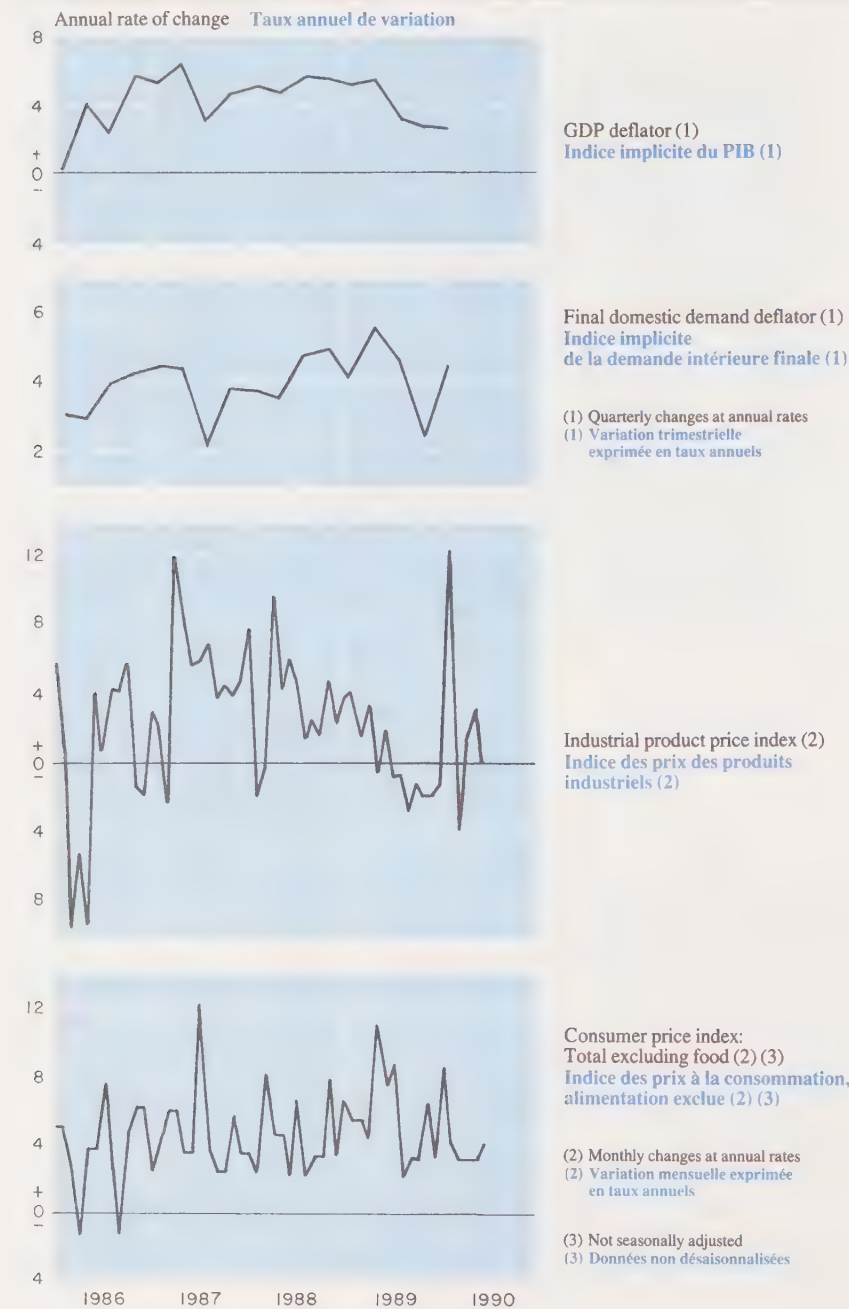 Annual rate of change Taux annuel de variation
8
4
+
0
−
4
GDP deflator (1)
Indice implicite du PIB (1)
6
4
2
Final domestic demand deflator (1)
Indice implicite
de la demande intérieure finale (1)
(1) Quarterly changes at annual rates
(1) Variation trimestrielle
exprimée en taux annuels
12
8
4
+
0
−
4
8
Industrial product price index (2)
Indice des prix des produits
industriels (2)
12
8
4
+
0
−
4
Consumer price index:
Total excluding food (2) (3)
Indice des prix à la consommation,
alimentation exclue (2) (3)
(2) Monthly changes at annual rates
(2) Variation mensuelle exprimée
en taux annuels
(3) Not seasonally adjusted
(3) Données non désaisonnalisées
1986 1987 1988 1989 1990